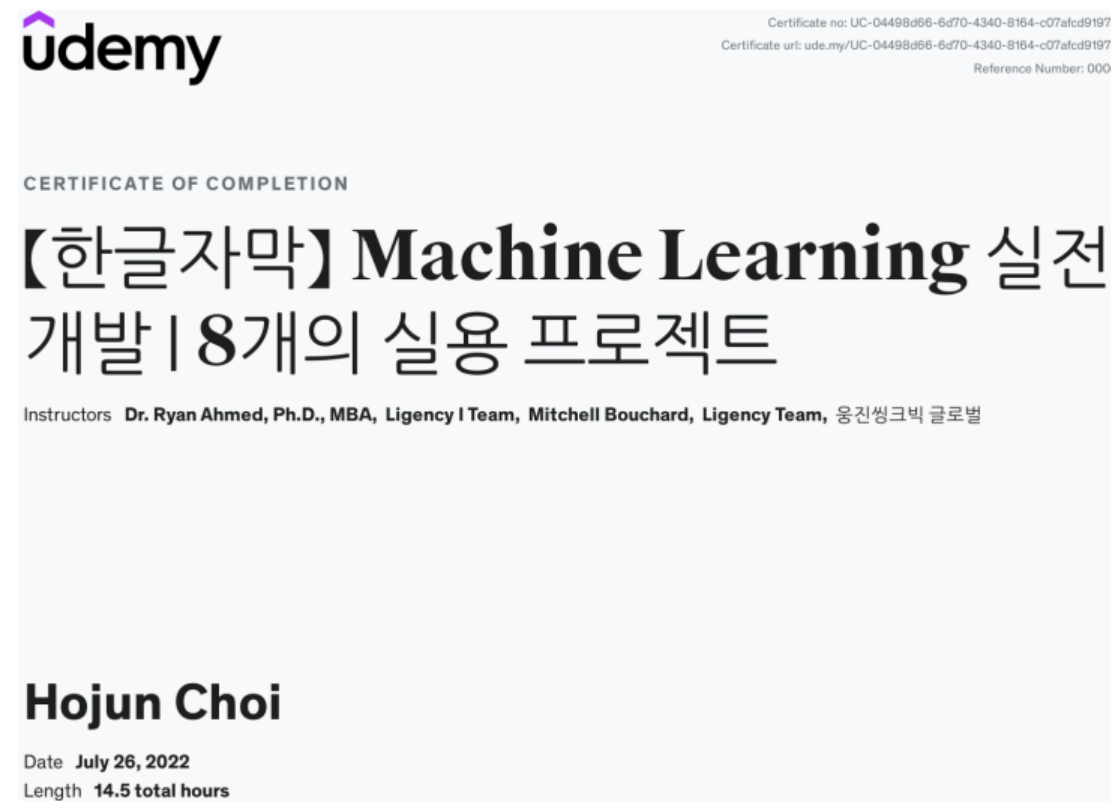 udemy
Certificate no: UC-04498d66-6d70-4340-8164-c07afcd9197
Certificate url: ude.my/UC-04498d66-6d70-4340-8164-c07afcd9197
Reference Number: 000
CERTIFICATE OF COMPLETION
【한글자막】 Machine Learning 실전
개발 | 8개의 실용 프로젝트
Instructors Dr. Ryan Ahmed, Ph.D., MBA, Ligency I Team, Mitchell Bouchard, Ligency Team, 웅진씽크빅 글로벌
Hojun Choi
Date July 26, 2022
Length 14.5 total hours